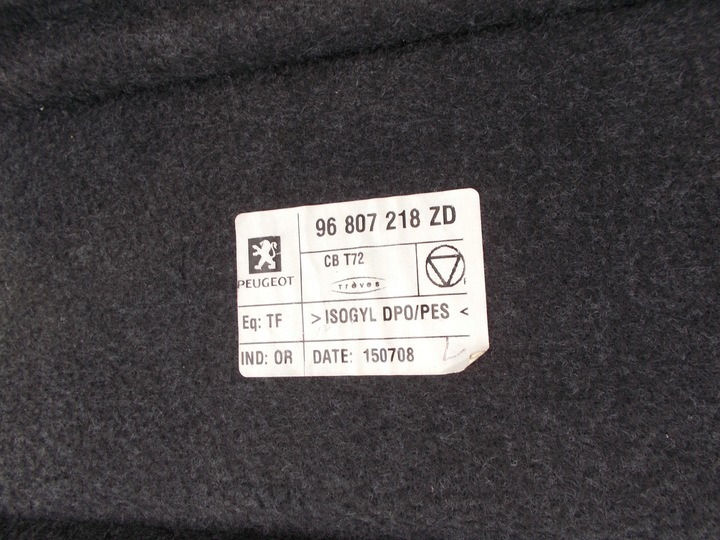 96 807 218 ZD
PEUGEOT
CB T72
Trèves
Eq: TF
>ISOGYL DPO/PES <
IND: OR
DATE: 150708